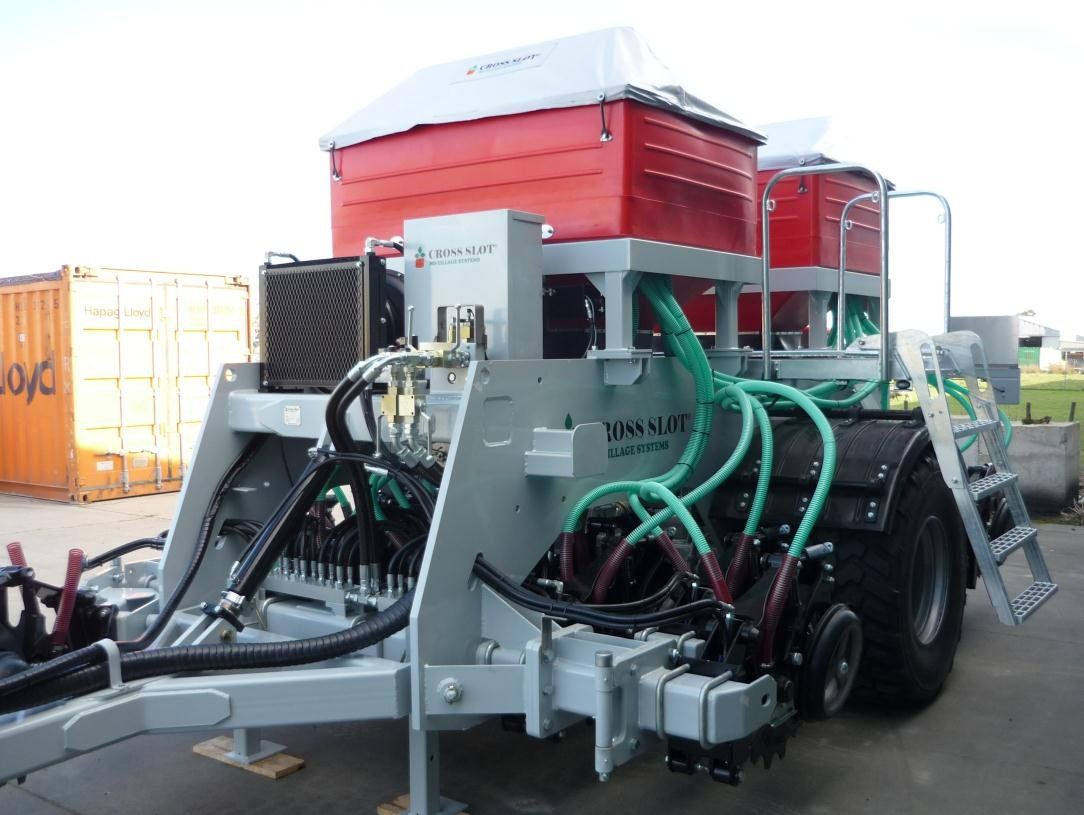 CROSS SLOT®
CROSS SLOT®
NO-TILLAGE SYSTEMS
Hapag-Lloyd
loyd
ROSS SLOT®
TILLAGE SYSTEMS